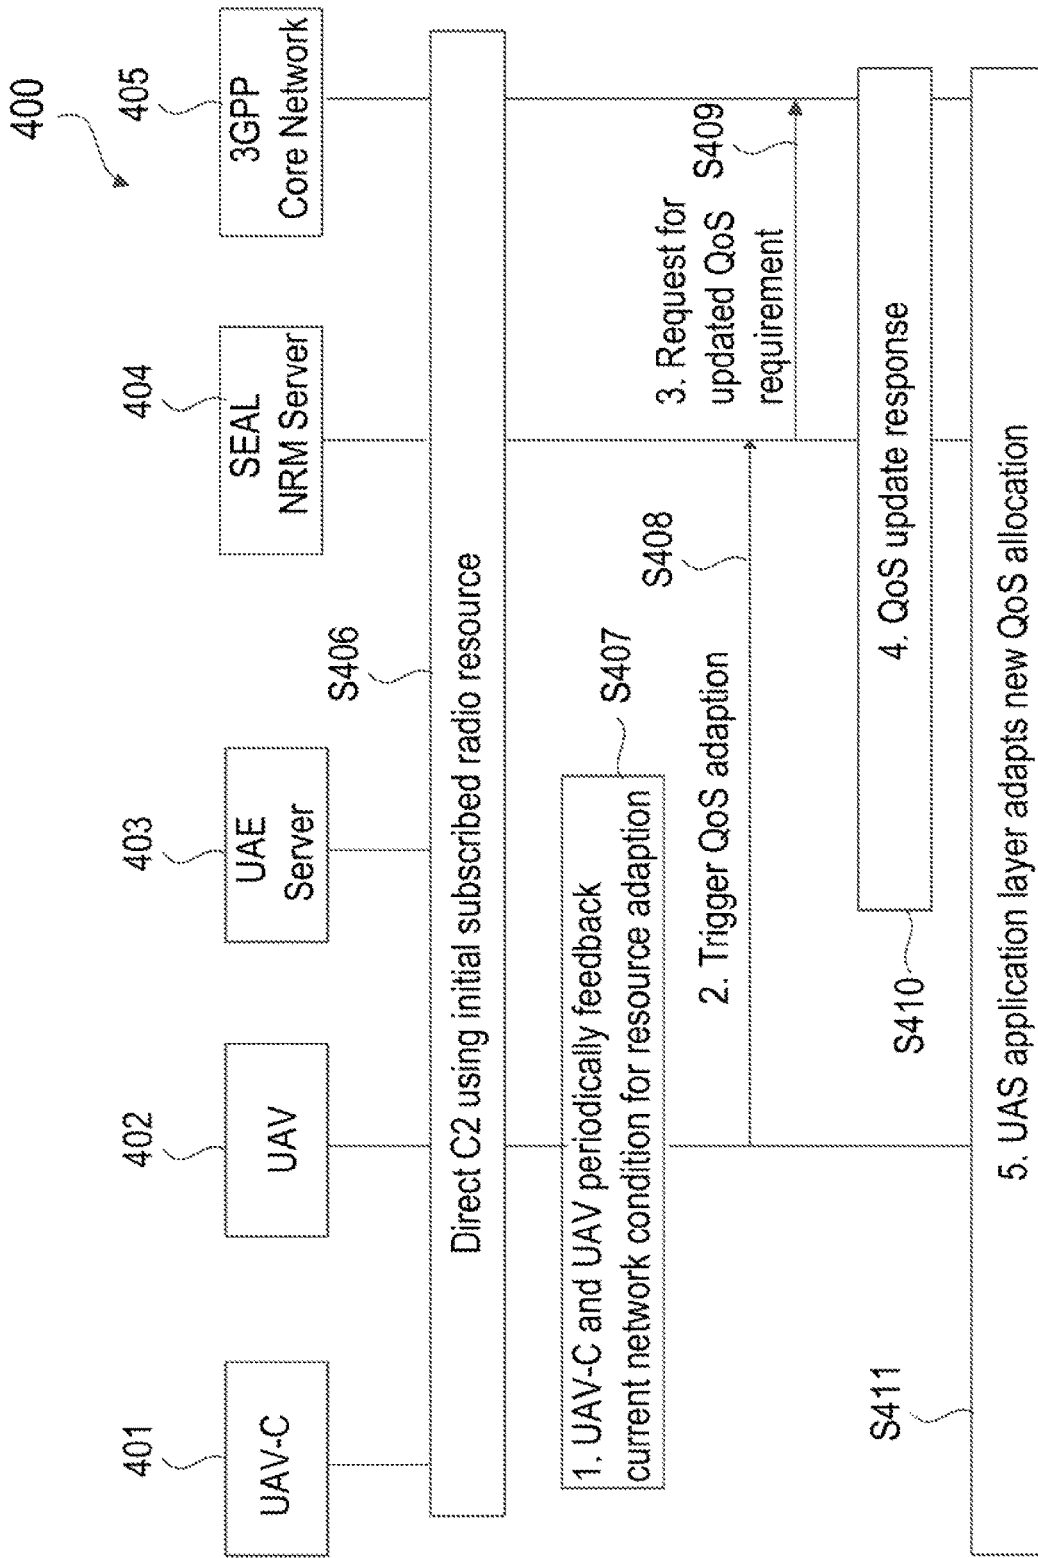 400
401
402
403
404
405
UAV-C
UAV
UAE
Server
SEAL
NRM Server
3GPP
Core Network
S406
Direct C2 using initial subscribed radio resource
S407
1. UAV-C and UAV periodically feedback
current network condition for resource adaption
S408
2. Trigger QoS adaption
3. Request for
updated QoS
requirement
S409
4. QoS update response
S410
S411
5. UAS application layer adapts new QoS allocation